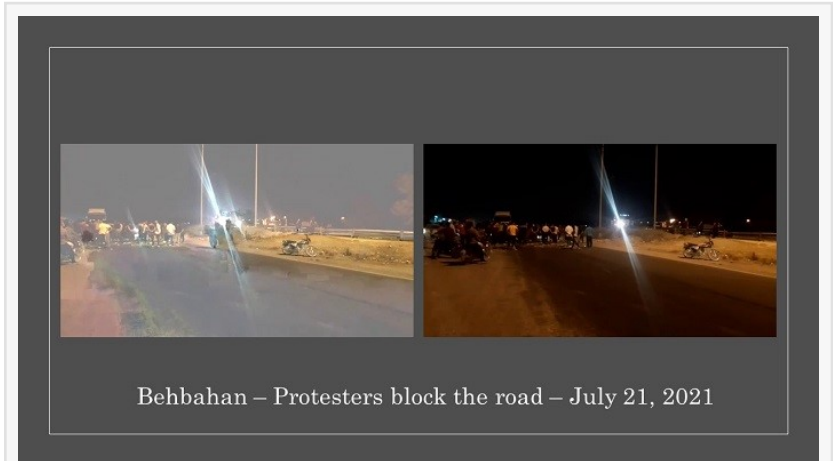 Behbahan – Protesters block the road – July 21, 2021